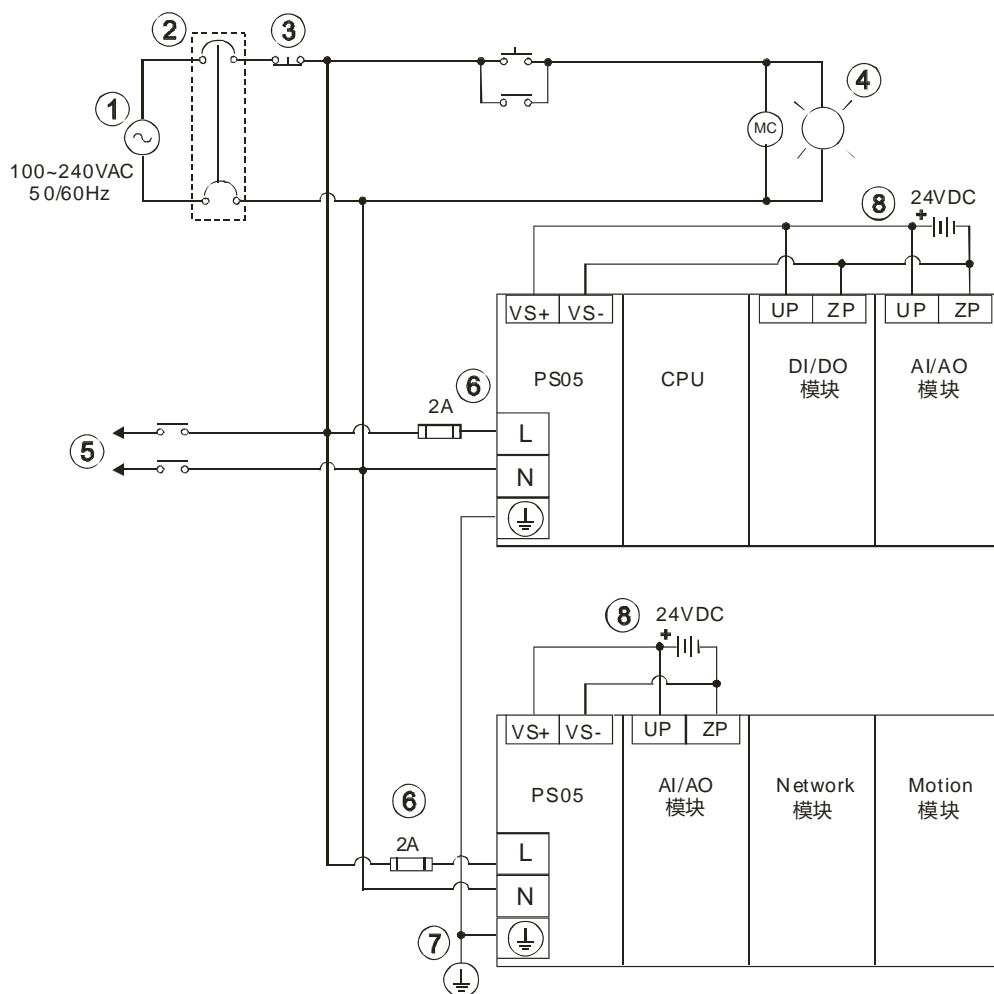 ②
③
①
④
MC
100~240VAC
50/60Hz
⑧
24VDC
+
VS+ VS-
UP ZP
UP ZP
PS05
CPU
DI/DO
模块
AI/AO
模块
⑥
2A
⑤
L
N
⑧
24VDC
+
VS+ VS-
UP ZP
PS05
AI/AO
模块
Network
模块
Motion
模块
⑥
2A
L
N
⑦